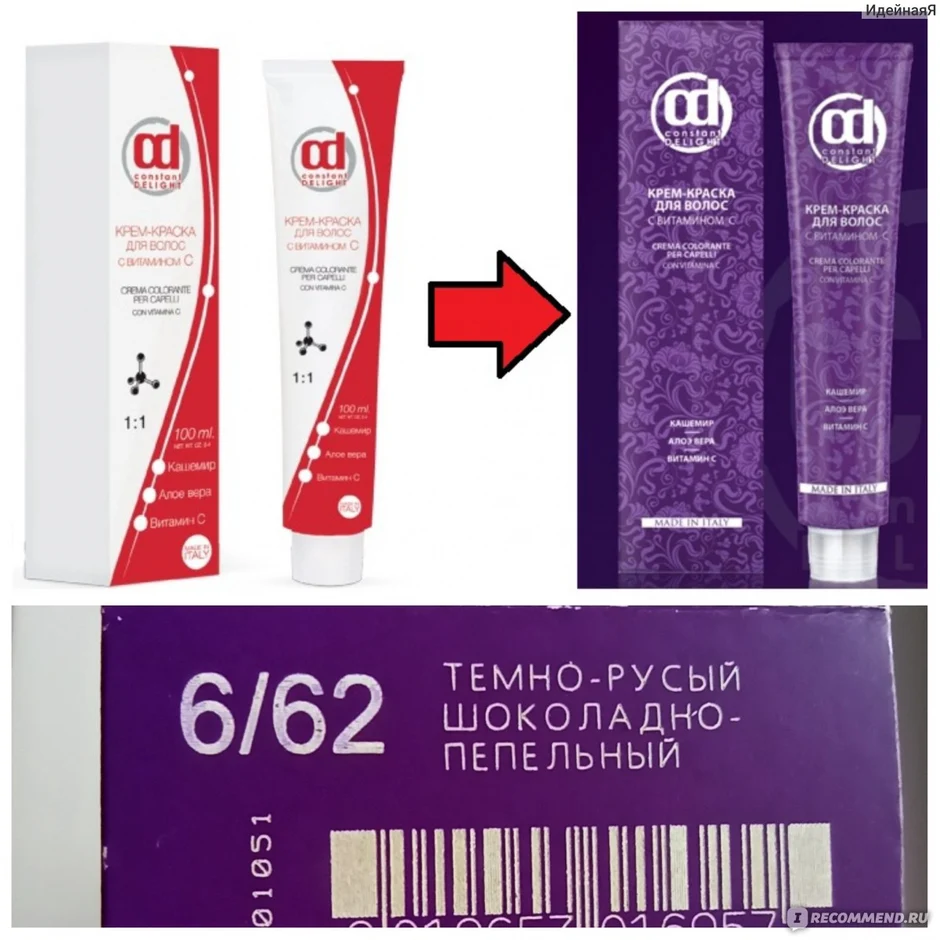 ИдейнаяЯ
cd
constant
DELIGHT
КРЕМ-КРАСКА
ДЛЯ ВОЛОС
С ВИТАМИНОМ С
CREMA COLORANTE
PER CAPELLI
CON VITAMINA C
1:1
100 ml.
Кашемир
Алое вера
Витамин С
MADE IN
ITALY
cd
constant
DELIGHT
КРЕМ-КРАСКА
ДЛЯ ВОЛОС
С ВИТАМИНОМ С
CREMA COLORANTE
PER CAPELLI
CON VITAMINA C
1:1
100 ml.
Кашемир
Алое вера
Витамин С
MADE IN
ITALY
cd
constant
DELIGHT
КРЕМ-КРАСКА
ДЛЯ ВОЛОС
С ВИТАМИНОМ С
CREMA COLORANTE
PER CAPELLI
CON VITAMINA C
КАШЕМИР
АЛОЭ ВЕРА
ВИТАМИН С
MADE IN ITALY
cd
constant
DELIGHT
КРЕМ-КРАСКА
ДЛЯ ВОЛОС
С ВИТАМИНОМ С
CREMA COLORANTE
PER CAPELLI
CON VITAMINA C
КАШЕМИР
АЛОЭ ВЕРА
ВИТАМИН С
MADE IN ITALY
6/62
ТЕМНО-РУСЫЙ
ШОКОЛАДНО-
ПЕПЕЛЬНЫЙ
01051
IRECOMMEND.RU